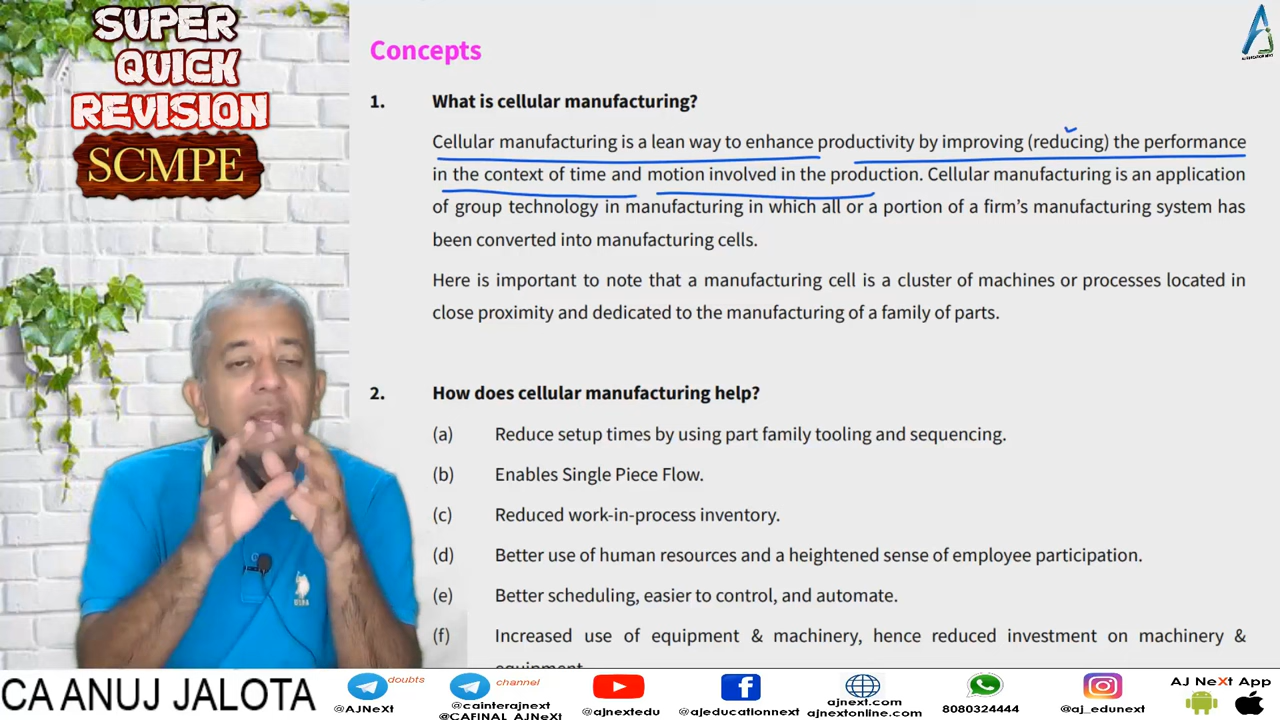 SUPER
QUICK
REVISION
SCMPE
Concepts
1. What is cellular manufacturing?
Cellular manufacturing is a lean way to enhance productivity by improving (reducing) the performance
in the context of time and motion involved in the production. Cellular manufacturing is an application
of group technology in manufacturing in which all or a portion of a firm's manufacturing system has
been converted into manufacturing cells.
Here is important to note that a manufacturing cell is a cluster of machines or processes located in
close proximity and dedicated to the manufacturing of a family of parts.
2. How does cellular manufacturing help?
(a) Reduce setup times by using part family tooling and sequencing.
(b) Enables Single Piece Flow.
(c) Reduced work-in-process inventory.
(d) Better use of human resources and a heightened sense of employee participation.
(e) Better scheduling, easier to control, and automate.
(f) Increased use of equipment & machinery, hence reduced investment on machinery &
equipment.
CA ANUJ JALOTA
doubts
@AJNeXt
channel
@cainterajnext
@CAFINAL_AJNeXt
@ajnextedu
@ajeducationnext
ajnext.com
ajnextonline.com
8080324444
@aj_edunext
AJ NeXt App